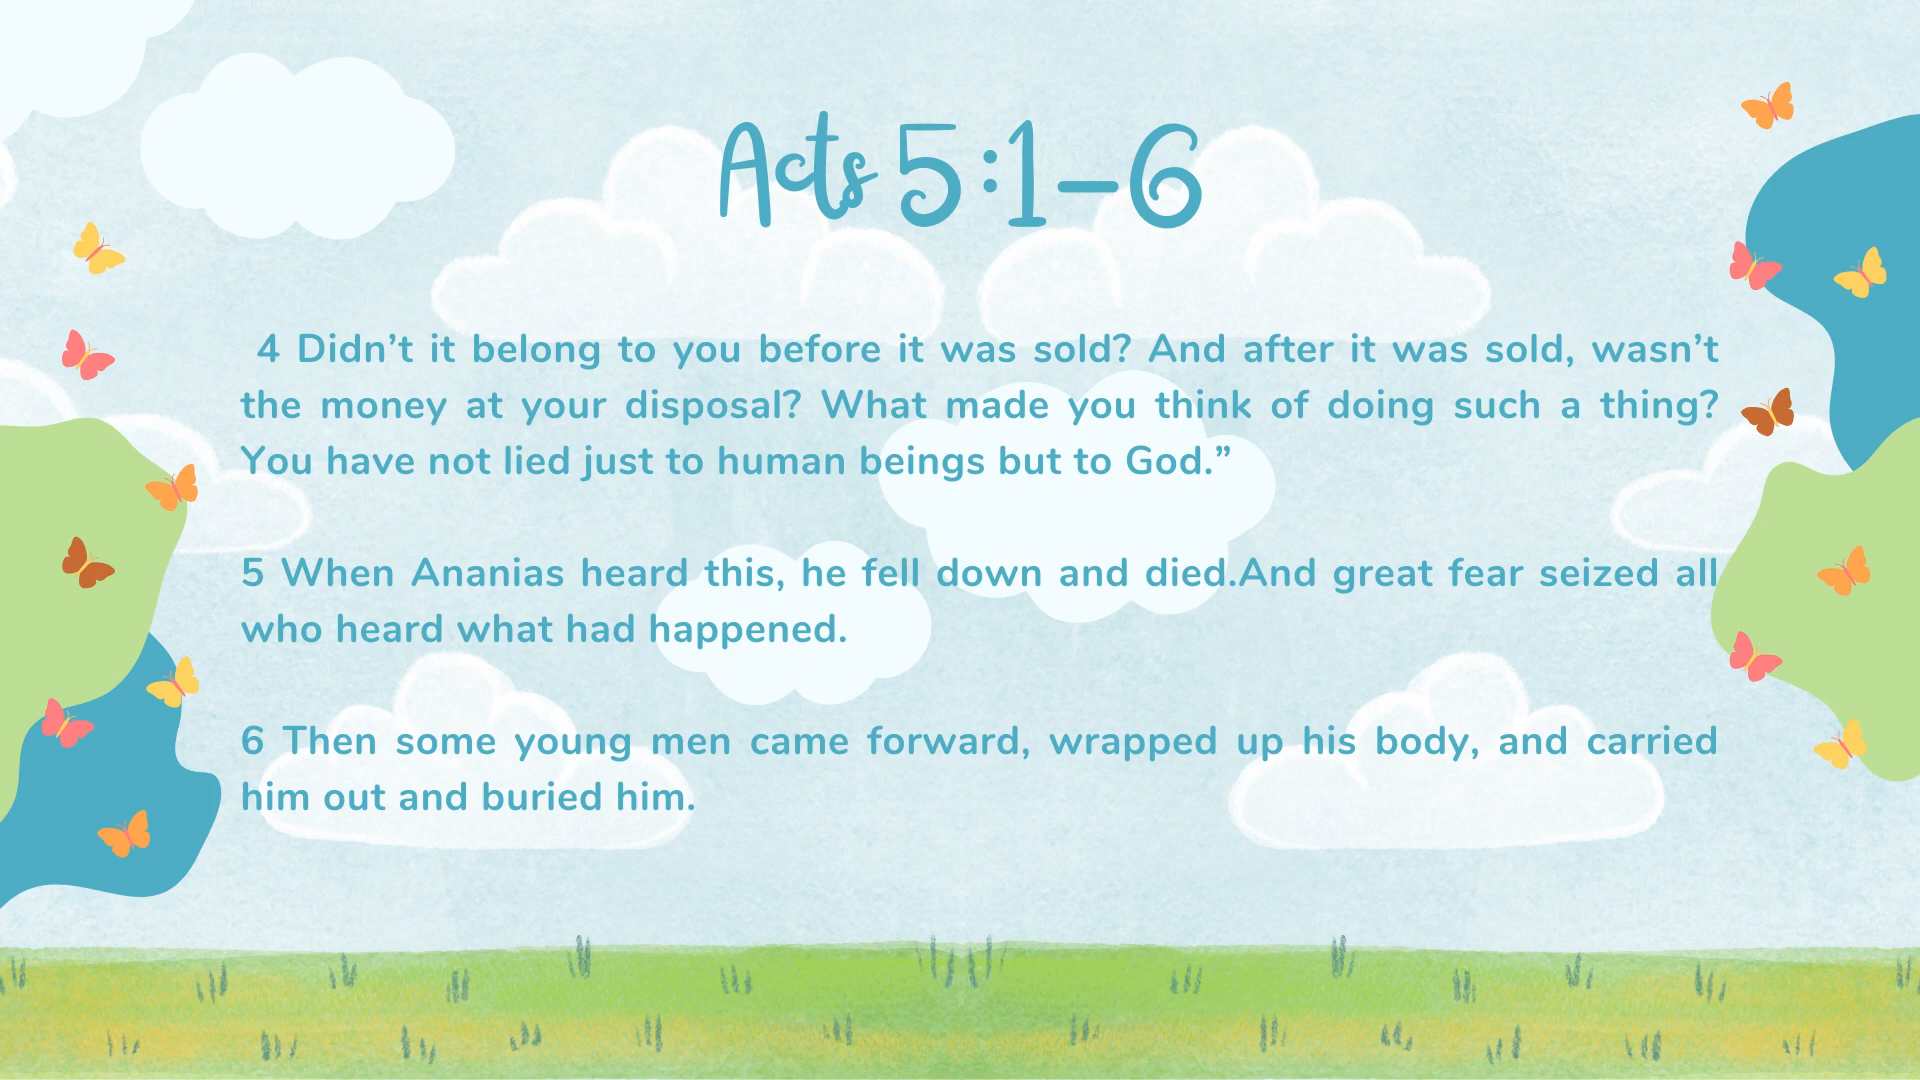 Acts 5:1-6
4 Didn’t it belong to you before it was sold? And after it was sold, wasn’t
the money at your disposal? What made you think of doing such a thing?
You have not lied just to human beings but to God.”
5 When Ananias heard this, he fell down and died.And great fear seized all
who heard what had happened.
6 Then some young men came forward, wrapped up his body, and carried
him out and buried him.